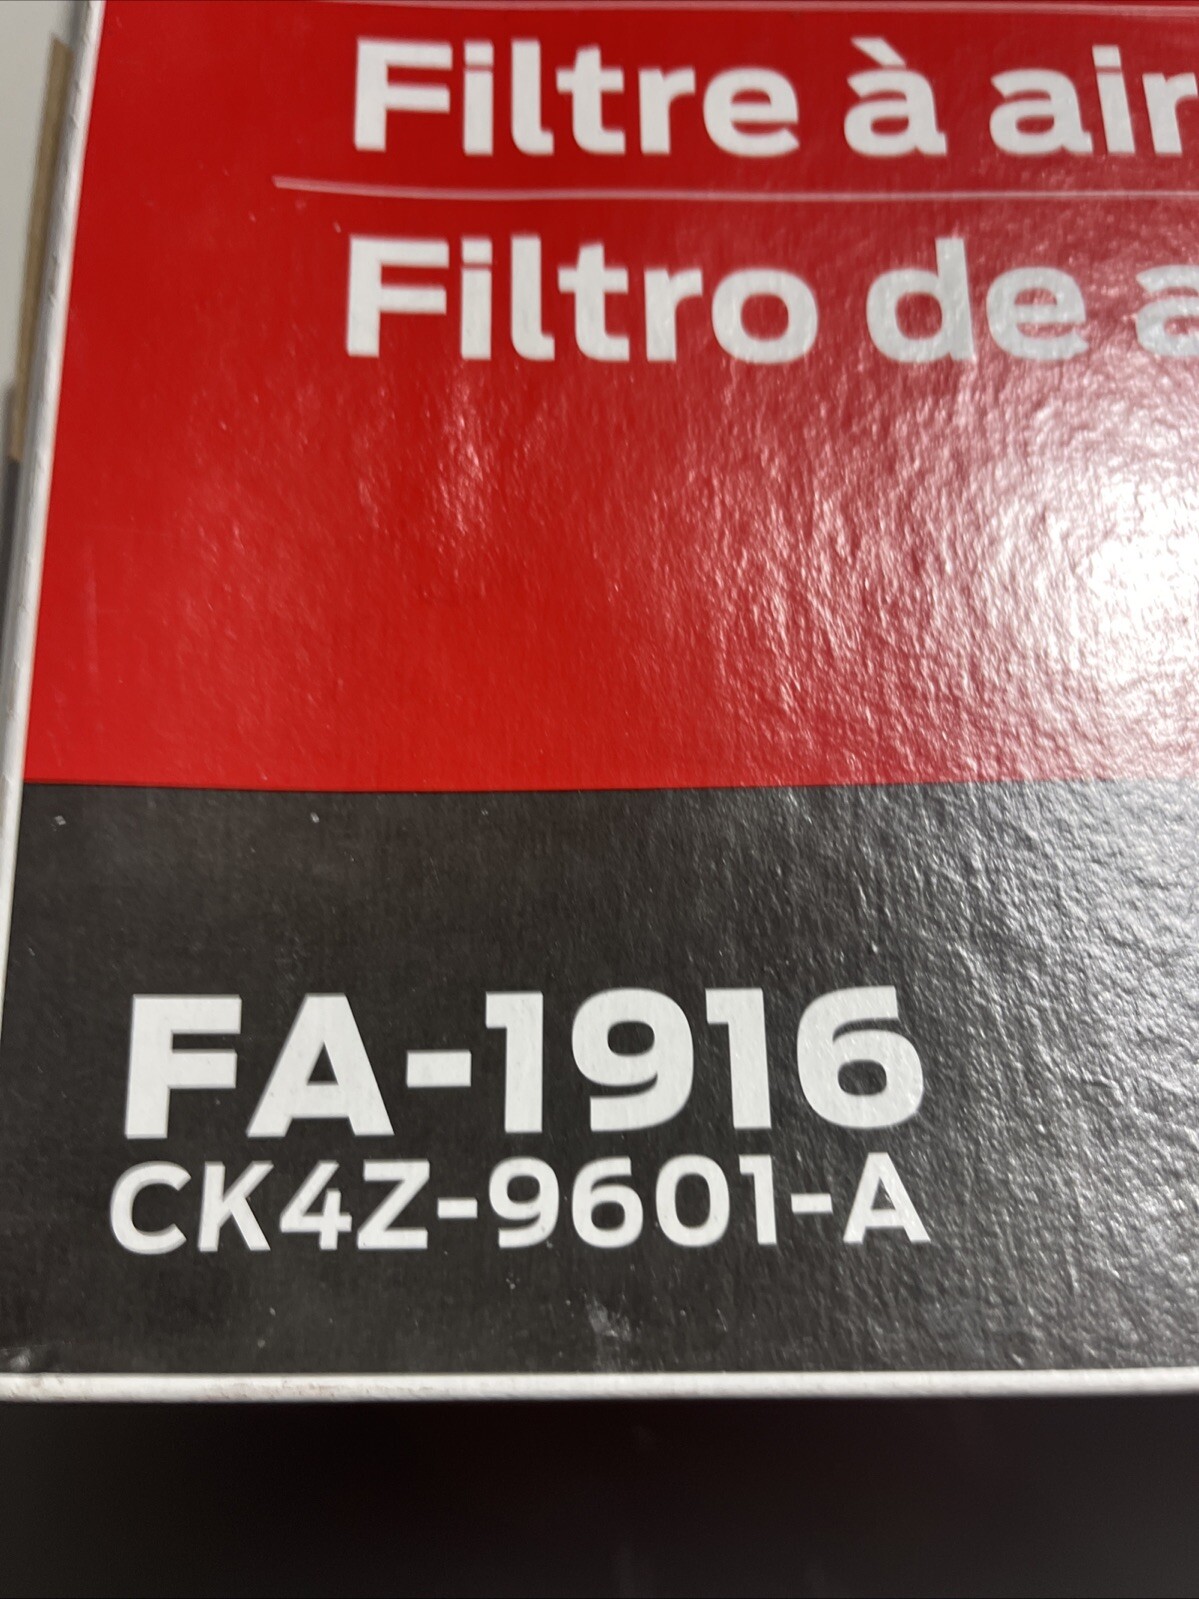 Filtre à air
Filtro de
FA-1916
CK4Z-9601-A